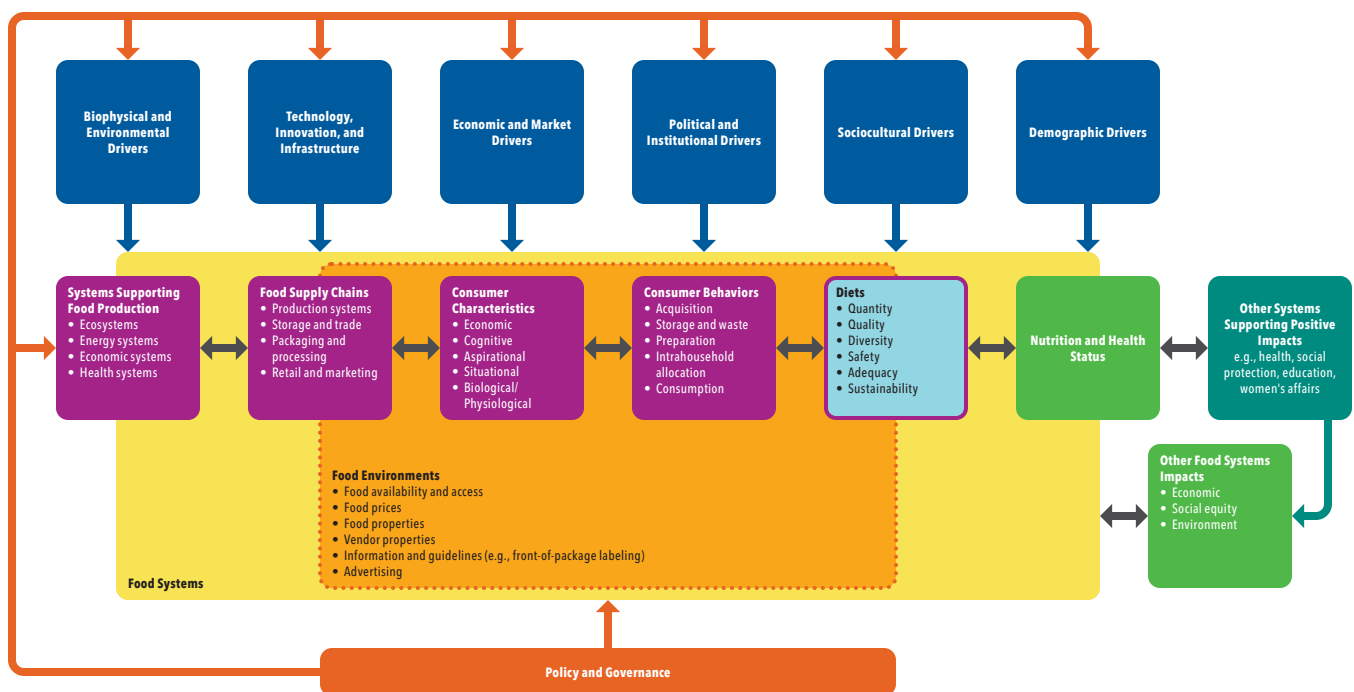 Biophysical and
Environmental
Drivers
Technology,
Innovation, and
Infrastructure
Economic and Market
Drivers
Political and
Institutional Drivers
Sociocultural Drivers
Demographic Drivers
Systems Supporting
Food Production
• Ecosystems
• Energy systems
• Economic systems
• Health systems
Food Supply Chains
• Production systems
• Storage and trade
• Packaging and
processing
• Retail and marketing
Consumer
Characteristics
• Economic
• Cognitive
• Aspirational
• Situational
• Biological/
Physiological
Consumer Behaviors
• Acquisition
• Storage and waste
• Preparation
• Intrahousehold
allocation
• Consumption
Diets
• Quantity
• Quality
• Diversity
• Safety
• Adequacy
• Sustainability
Nutrition and Health
Status
Other Systems
Supporting Positive
Impacts
e.g., health, social
protection, education,
women's affairs
Food Environments
• Food availability and access
• Food prices
• Food properties
• Vendor properties
• Information and guidelines (e.g., front-of-package labeling)
• Advertising
Other Food Systems
Impacts
• Economic
• Social equity
• Environment
Food Systems
Policy and Governance